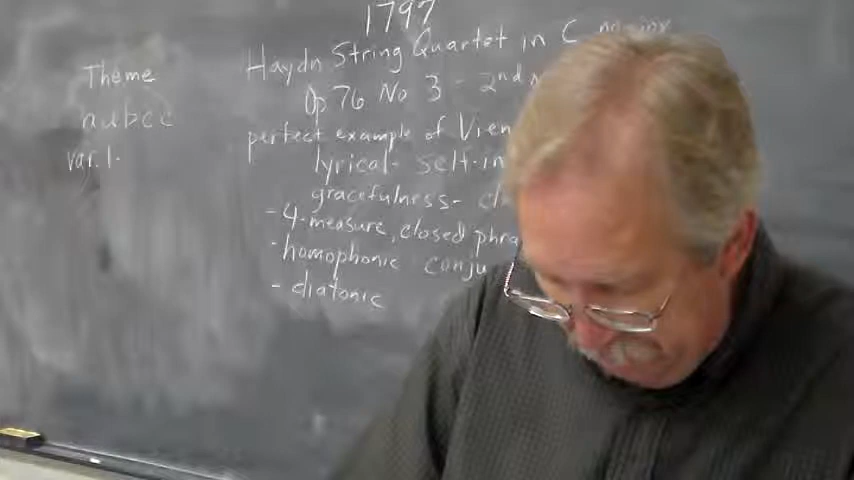 1797
Haydn String Quartet in C
Op 76 No 3 - 2nd
perfect example of Vien
lyrical - self-in
gracefulness -
- 4-measure, closed phra
- homophonic conju
- diatonic
Theme
var. 1.